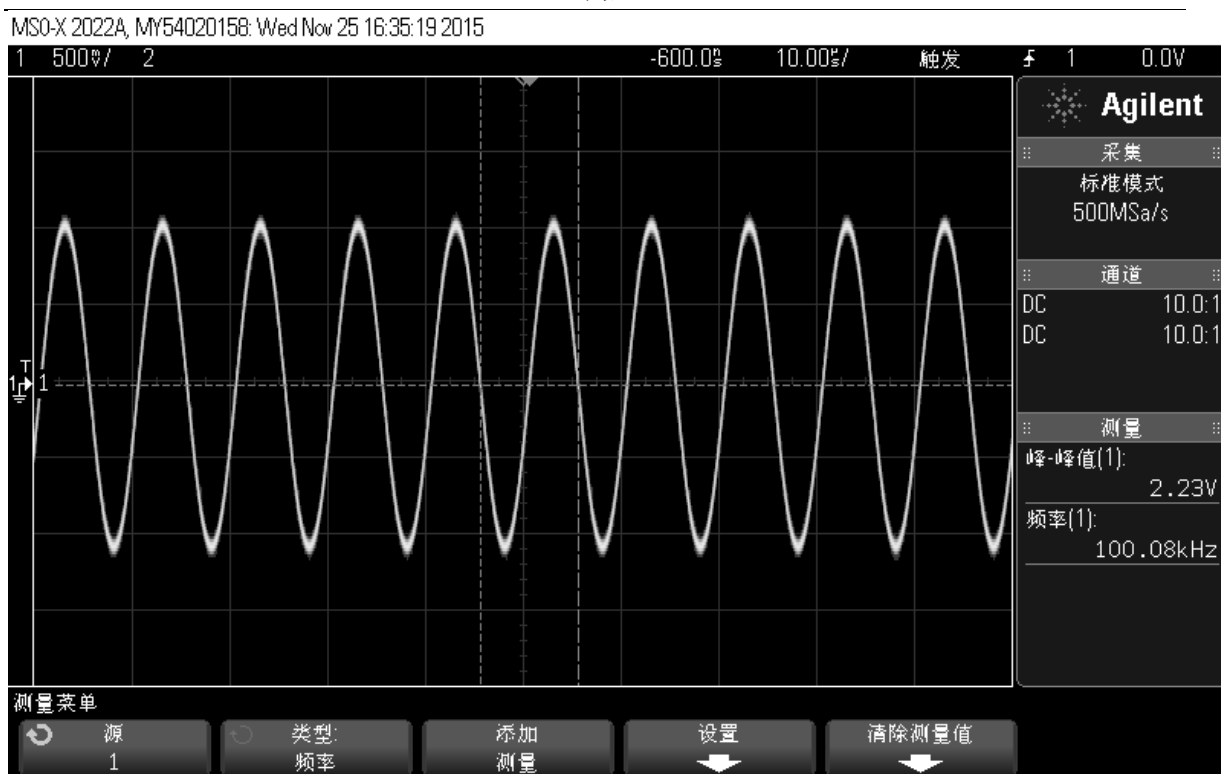 MSO-X 2022A, MY54020158: Wed Nov 25 16:35:19 2015
1 500mV/ 2 -600.0ns 10.00us/ 触发 1 0.0V
Agilent
采集
标准模式
500MSa/s
通道
DC 10.0:1
DC 10.0:1
T
1 1
测量
峰-峰值(1):
2.23V
频率(1):
100.08kHz
测量菜单
源 类型: 添加 设置 清除测量值
1 频率 测量